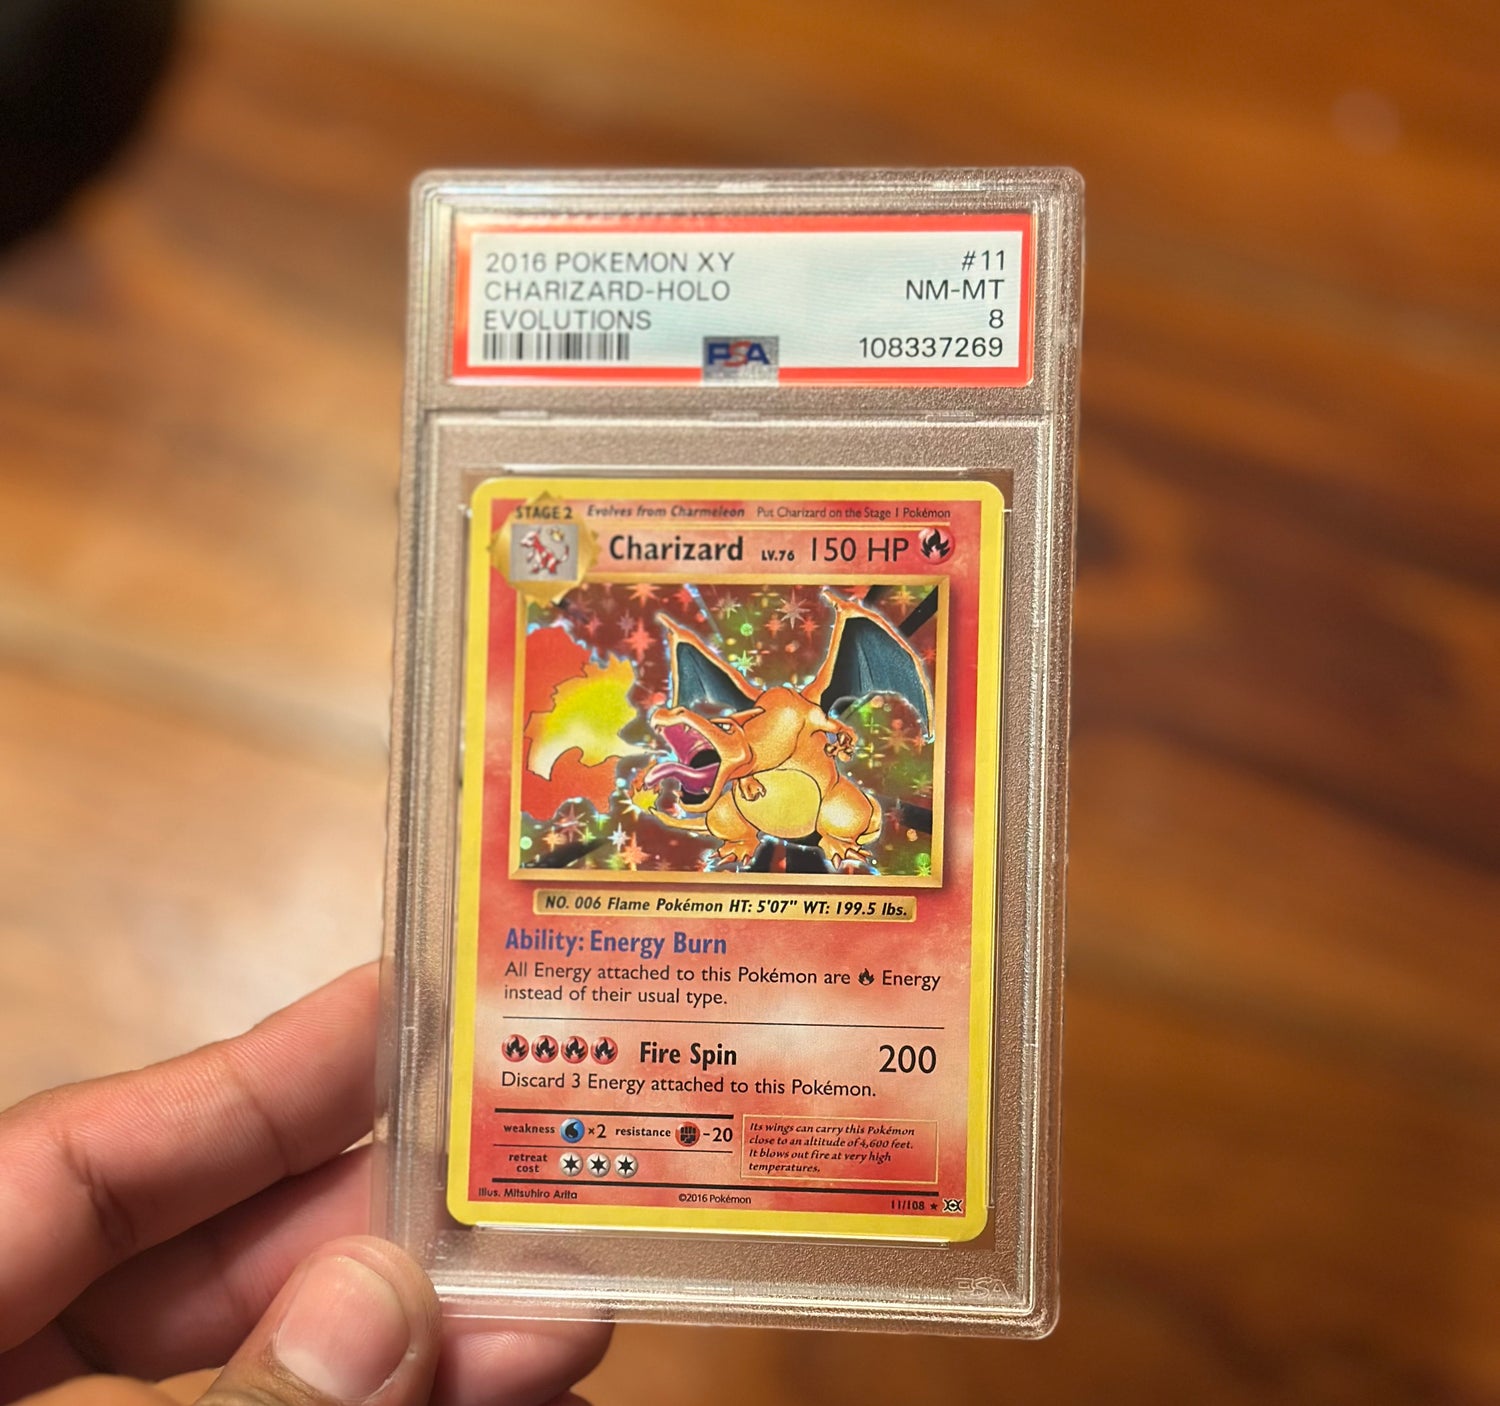 2016 POKEMON XY #11
CHARIZARD-HOLO NM-MT
EVOLUTIONS 8
PSA 108337269
STAGE 2 Evolves from Charmeleon Put Charizard on the Stage 1 Pokémon
Charizard LV.76 150 HP
NO. 006 Flame Pokémon HT: 5'07" WT: 199.5 lbs.
Ability: Energy Burn
All Energy attached to this Pokémon are Energy
instead of their usual type.
Fire Spin 200
Discard 3 Energy attached to this Pokémon.
weakness ×2 resistance -20
retreat
cost
Its wings can carry this Pokémon
close to an altitude of 4,600 feet.
It blows out fire at very high
temperatures.
Illus. Mitsuhiro Arita ©2016 Pokémon 11/108
PSA